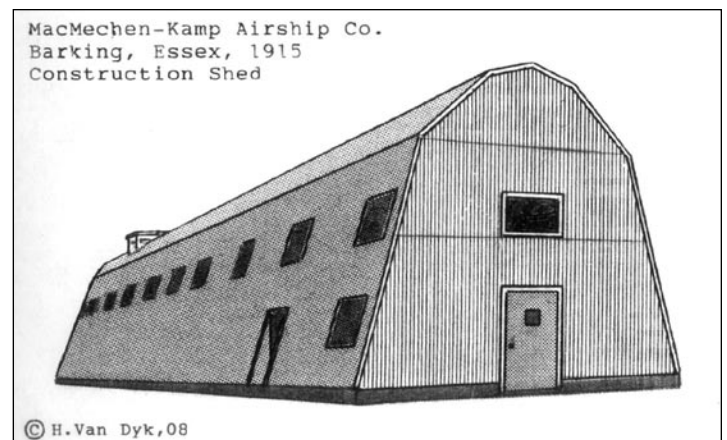 MacMechen-Kamp Airship Co.
Barking, Essex, 1915
Construction Shed
© H.Van Dyk,08